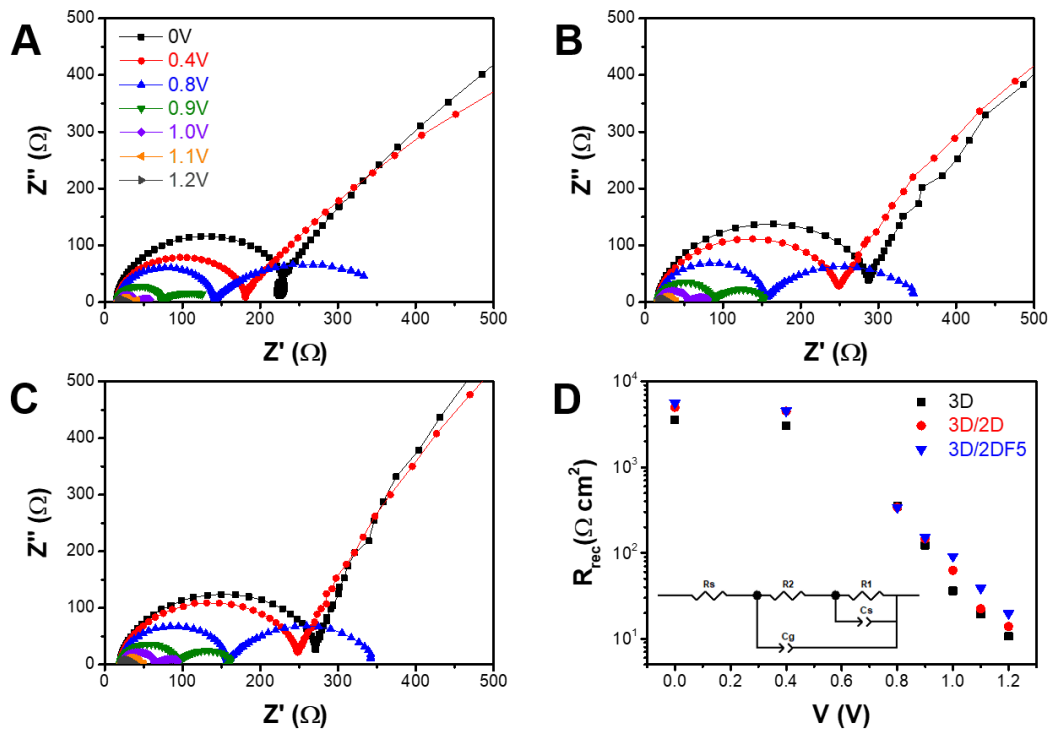 A
0V
0.4V
0.8V
0.9V
1.0V
1.1V
1.2V
500
400
300
200
100
0
Z'' (Ω)
0 100 200 300 400 500
Z' (Ω)
B
500
400
300
200
100
0
Z'' (Ω)
0 100 200 300 400 500
Z' (Ω)
C
500
400
300
200
100
0
Z'' (Ω)
0 100 200 300 400 500
Z' (Ω)
D
3D
3D/2D
3D/2DF5
10⁴
10³
10²
10¹
Rrec(Ω cm²)
Rs R2 R1
Cs
Cg
0.0 0.2 0.4 0.6 0.8 1.0 1.2
V (V)